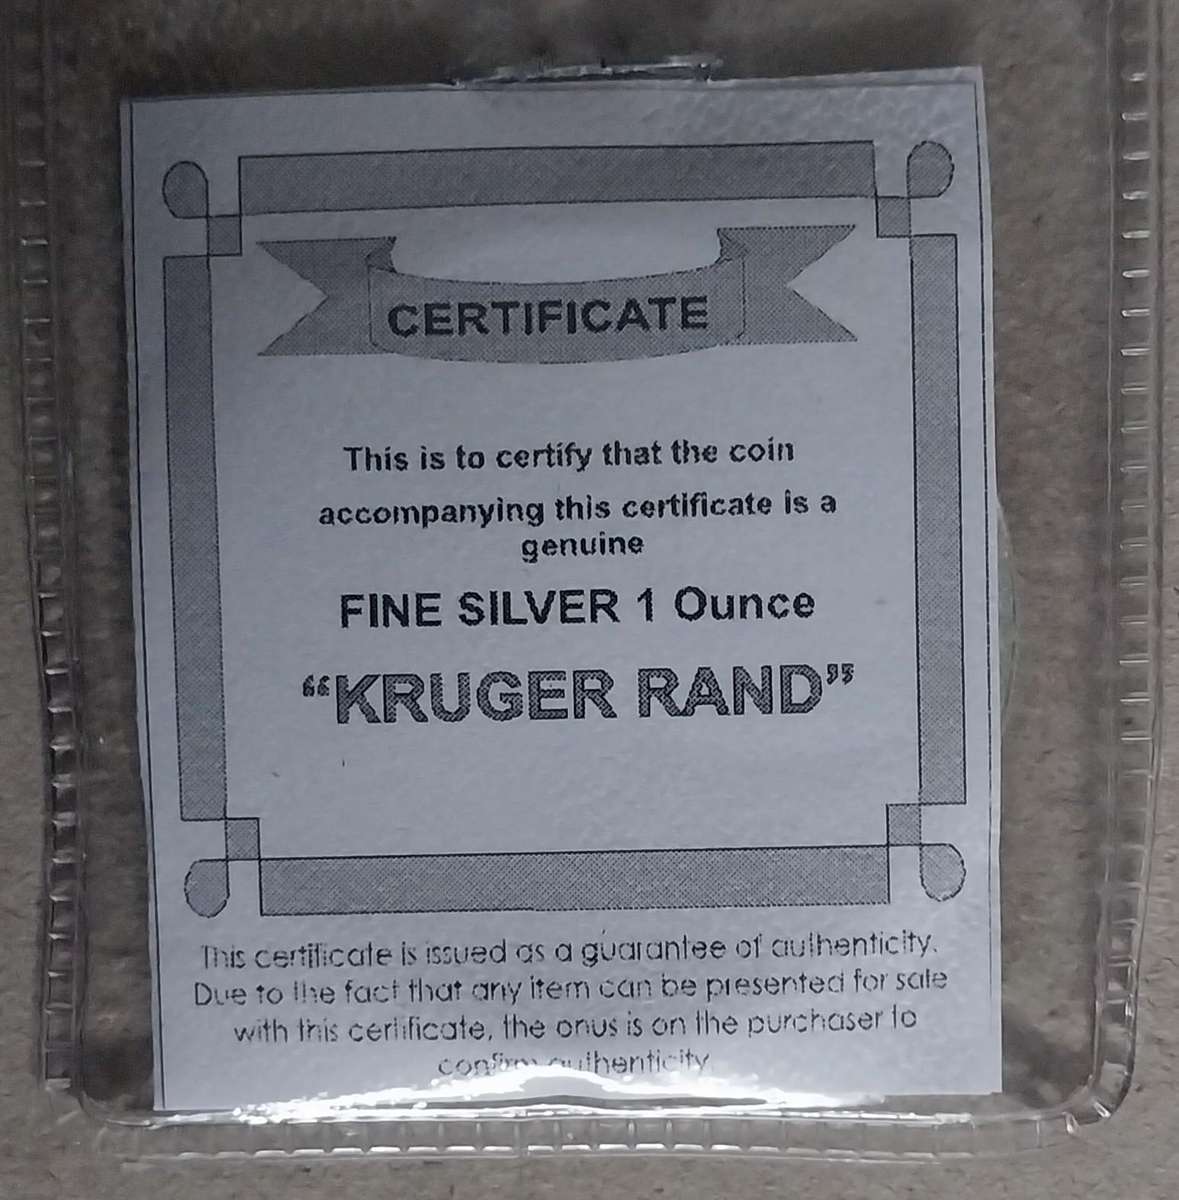 CERTIFICATE
This is to certify that the coin
accompanying this certificate is a
genuine
FINE SILVER 1 Ounce
“KRUGER RAND”
This certificate is issued as a guarantee of authenticity.
Due to the fact that any item can be presented for sale
with this certificate, the onus is on the purchaser to
confirm authenticity